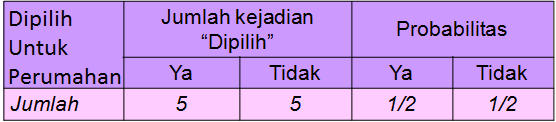 Dipilih
Untuk
Perumahan
Jumlah kejadian
“Dipilih”
Probabilitas
Ya Tidak Ya Tidak
Jumlah 5 5 1/2 1/2